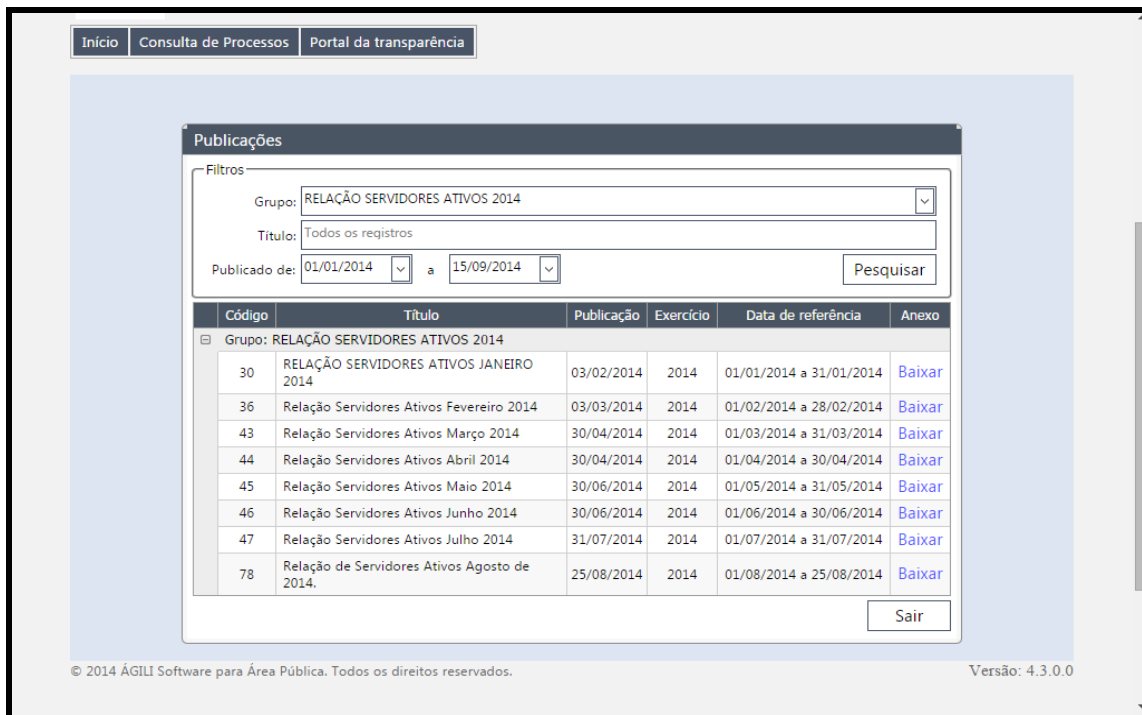 Início Consulta de Processos Portal da transparência
Publicações
Filtros
Grupo: RELAÇÃO SERVIDORES ATIVOS 2014
Título: Todos os registros
Publicado de: 01/01/2014 a 15/09/2014 Pesquisar
Código Título Publicação Exercício Data de referência Anexo
Grupo: RELAÇÃO SERVIDORES ATIVOS 2014
30 RELAÇÃO SERVIDORES ATIVOS JANEIRO 2014 03/02/2014 2014 01/01/2014 a 31/01/2014 Baixar
36 Relação Servidores Ativos Fevereiro 2014 03/03/2014 2014 01/02/2014 a 28/02/2014 Baixar
43 Relação Servidores Ativos Março 2014 30/04/2014 2014 01/03/2014 a 31/03/2014 Baixar
44 Relação Servidores Ativos Abril 2014 30/04/2014 2014 01/04/2014 a 30/04/2014 Baixar
45 Relação Servidores Ativos Maio 2014 30/06/2014 2014 01/05/2014 a 31/05/2014 Baixar
46 Relação Servidores Ativos Junho 2014 30/06/2014 2014 01/06/2014 a 30/06/2014 Baixar
47 Relação Servidores Ativos Julho 2014 31/07/2014 2014 01/07/2014 a 31/07/2014 Baixar
78 Relação de Servidores Ativos Agosto de 2014. 25/08/2014 2014 01/08/2014 a 25/08/2014 Baixar
Sair
© 2014 ÁGILI Software para Área Pública. Todos os direitos reservados. Versão: 4.3.0.0